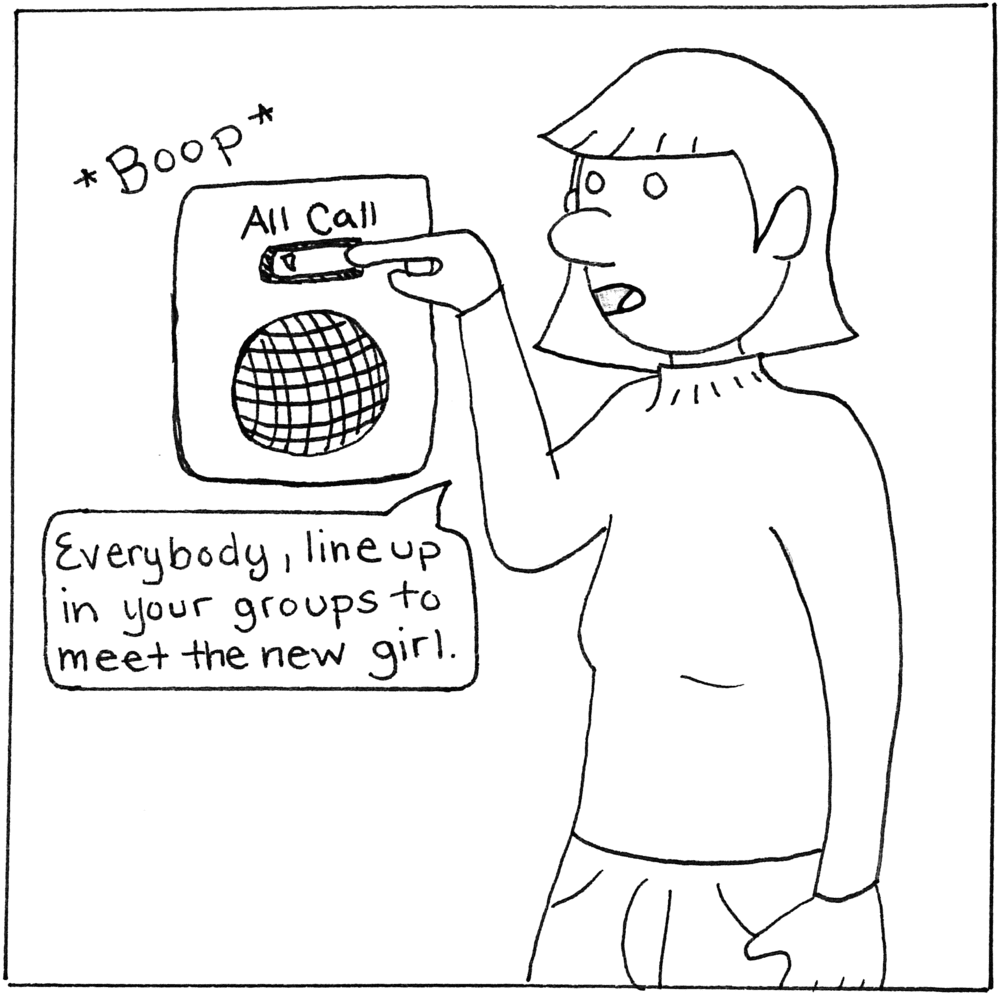 *Boop*
All Call
Everybody, line up
in your groups to
meet the new girl.